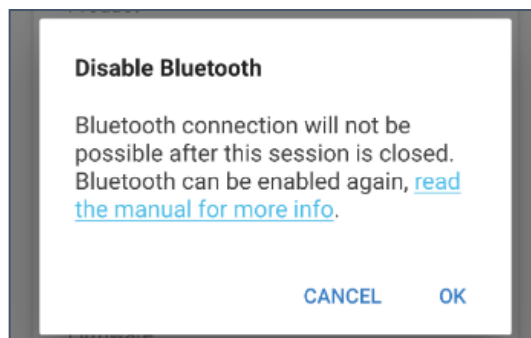 Disable Bluetooth
Bluetooth connection will not be
possible after this session is closed.
Bluetooth can be enabled again, read
the manual for more info.
CANCEL OK